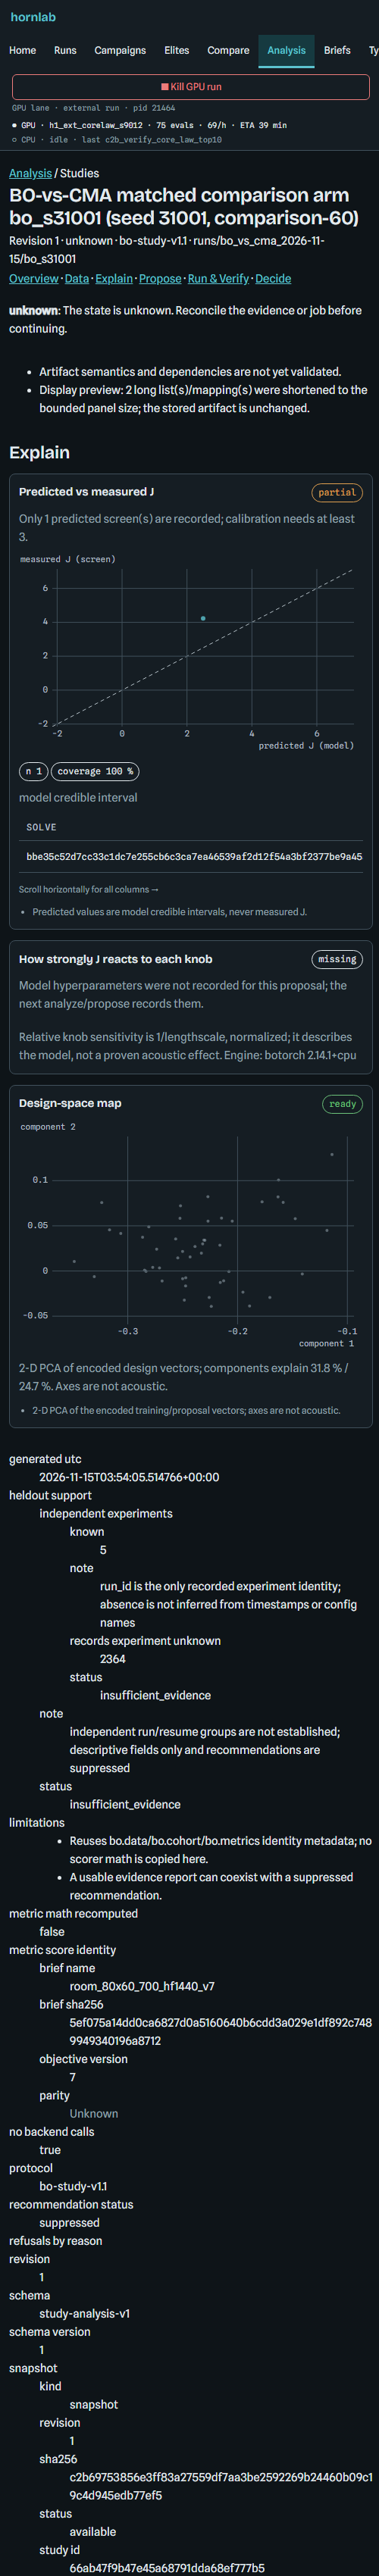 hornlab
Home Runs Campaigns Elites Compare Analysis Briefs Ty
Kill GPU run
GPU lane · external run · pid 21464
● GPU · h1_ext_corelaw_s9012 · 75 evals · 69/h · ETA 39 min
○ CPU · idle · last c2b_verify_core_law_top10
Analysis / Studies
BO-vs-CMA matched comparison arm
bo_s31001 (seed 31001, comparison-60)
Revision 1 · unknown · bo-study-v1.1 · runs/bo_vs_cma_2026-11-
15/bo_s31001
Overview · Data · Explain · Propose · Run & Verify · Decide
unknown: The state is unknown. Reconcile the evidence or job before
continuing.
• Artifact semantics and dependencies are not yet validated.
• Display preview: 2 long list(s)/mapping(s) were shortened to the
bounded panel size; the stored artifact is unchanged.
Explain
Predicted vs measured J partial
Only 1 predicted screen(s) are recorded; calibration needs at least
3.
measured J (screen)
6
4
2
0
-2
-2 0 2 4 6
predicted J (model)
n 1 coverage 100 %
model credible interval
SOLVE
bbe35c52d7cc33c1dc7e255cb6c3ca7ea46539af2d12f54a3bf2377be9a45
Scroll horizontally for all columns →
• Predicted values are model credible intervals, never measured J.
How strongly J reacts to each knob missing
Model hyperparameters were not recorded for this proposal; the
next analyze/propose records them.
Relative knob sensitivity is 1/lengthscale, normalized; it describes
the model, not a proven acoustic effect. Engine: botorch 2.14.1+cpu
Design-space map ready
component 2
0.1
0.05
0
-0.05
-0.3 -0.2 -0.1
component 1
2-D PCA of encoded design vectors; components explain 31.8 % /
24.7 %. Axes are not acoustic.
• 2-D PCA of the encoded training/proposal vectors; axes are not acoustic.
generated utc
2026-11-15T03:54:05.514766+00:00
heldout support
independent experiments
known
5
note
run_id is the only recorded experiment identity;
absence is not inferred from timestamps or config
names
records experiment unknown
2364
status
insufficient_evidence
note
independent run/resume groups are not established;
descriptive fields only and recommendations are
suppressed
status
insufficient_evidence
limitations
• Reuses bo.data/bo.cohort/bo.metrics identity metadata; no
scorer math is copied here.
• A usable evidence report can coexist with a suppressed
recommendation.
metric math recomputed
false
metric score identity
brief name
room_80x60_700_hf1440_v7
brief sha256
5ef075a14dd0ca6827d0a5160640b6cdd3a029e1df892c748
9949340196a8712
objective version
7
parity
Unknown
no backend calls
true
protocol
bo-study-v1.1
recommendation status
suppressed
refusals by reason
revision
1
schema
study-analysis-v1
schema version
1
snapshot
kind
snapshot
revision
1
sha256
c2b69753856e3ff83a27559df7aa3be2592269b24460b09c1
9c4d945edb77ef5
status
available
study id
66ab47f9b47e45a68791dda68ef777b5